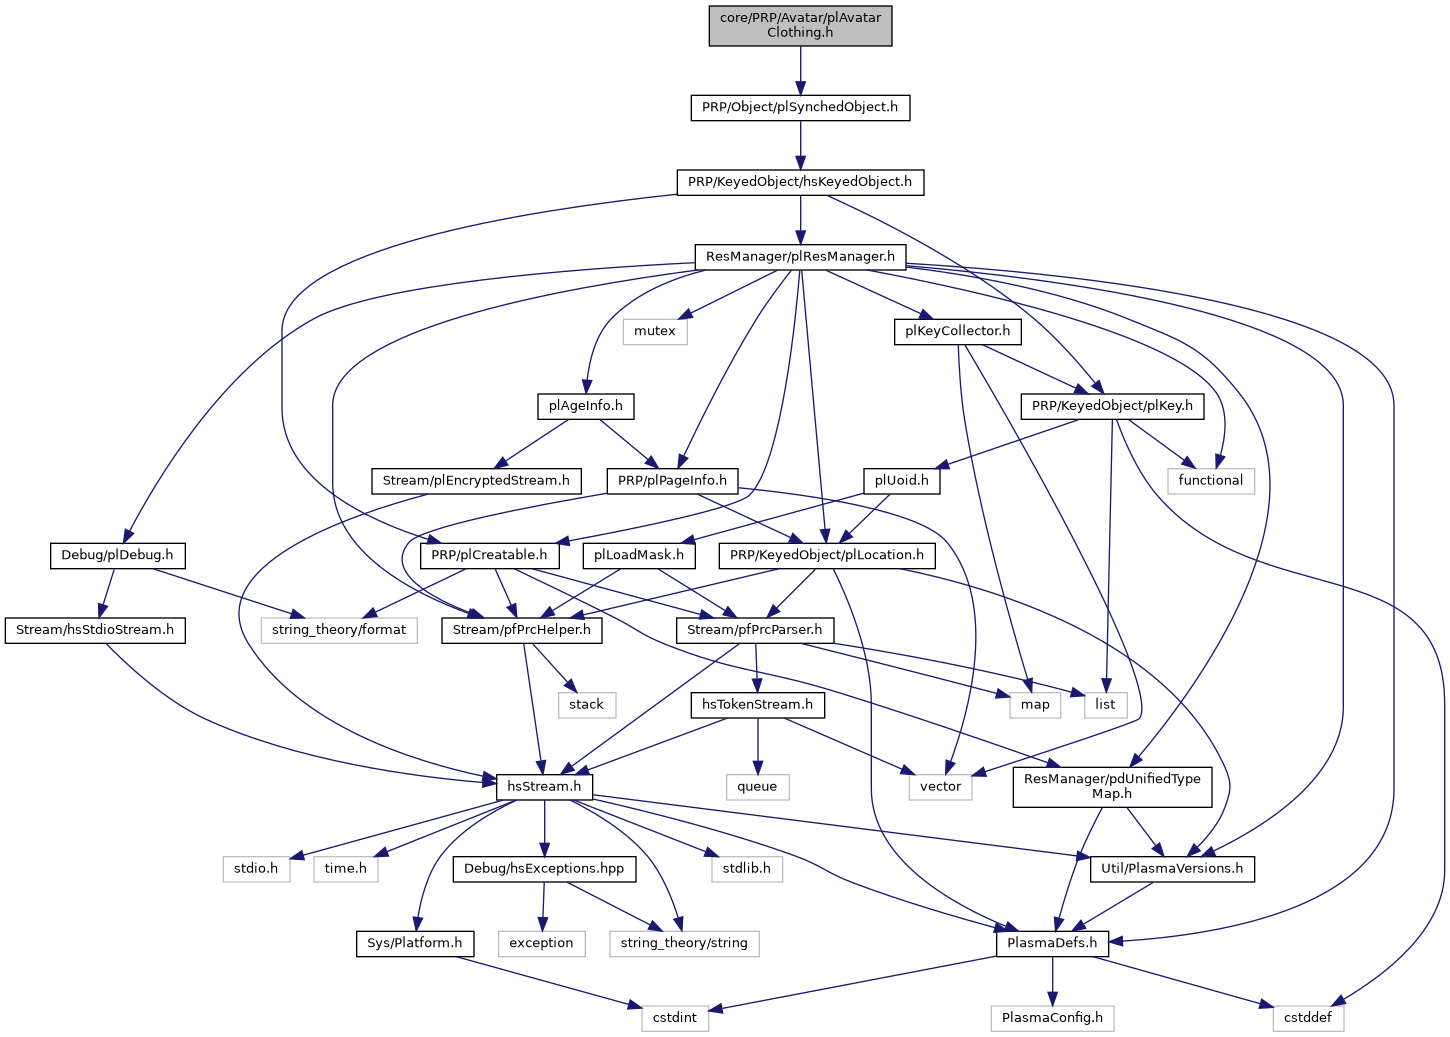 core/PRP/Avatar/plAvatar
Clothing.h
PRP/Object/plSynchedObject.h
PRP/KeyedObject/hsKeyedObject.h
ResManager/plResManager.h
mutex
plKeyCollector.h
plAgeInfo.h
PRP/KeyedObject/plKey.h
Stream/plEncryptedStream.h
PRP/plPageInfo.h
plUoid.h
functional
Debug/plDebug.h
PRP/plCreatable.h
plLoadMask.h
PRP/KeyedObject/plLocation.h
Stream/hsStdioStream.h
string_theory/format
Stream/pfPrcHelper.h
Stream/pfPrcParser.h
stack
hsTokenStream.h
map
list
hsStream.h
queue
vector
ResManager/pdUnifiedType
Map.h
stdio.h
time.h
Debug/hsExceptions.hpp
stdlib.h
Util/PlasmaVersions.h
Sys/Platform.h
exception
string_theory/string
PlasmaDefs.h
cstdint
PlasmaConfig.h
cstddef